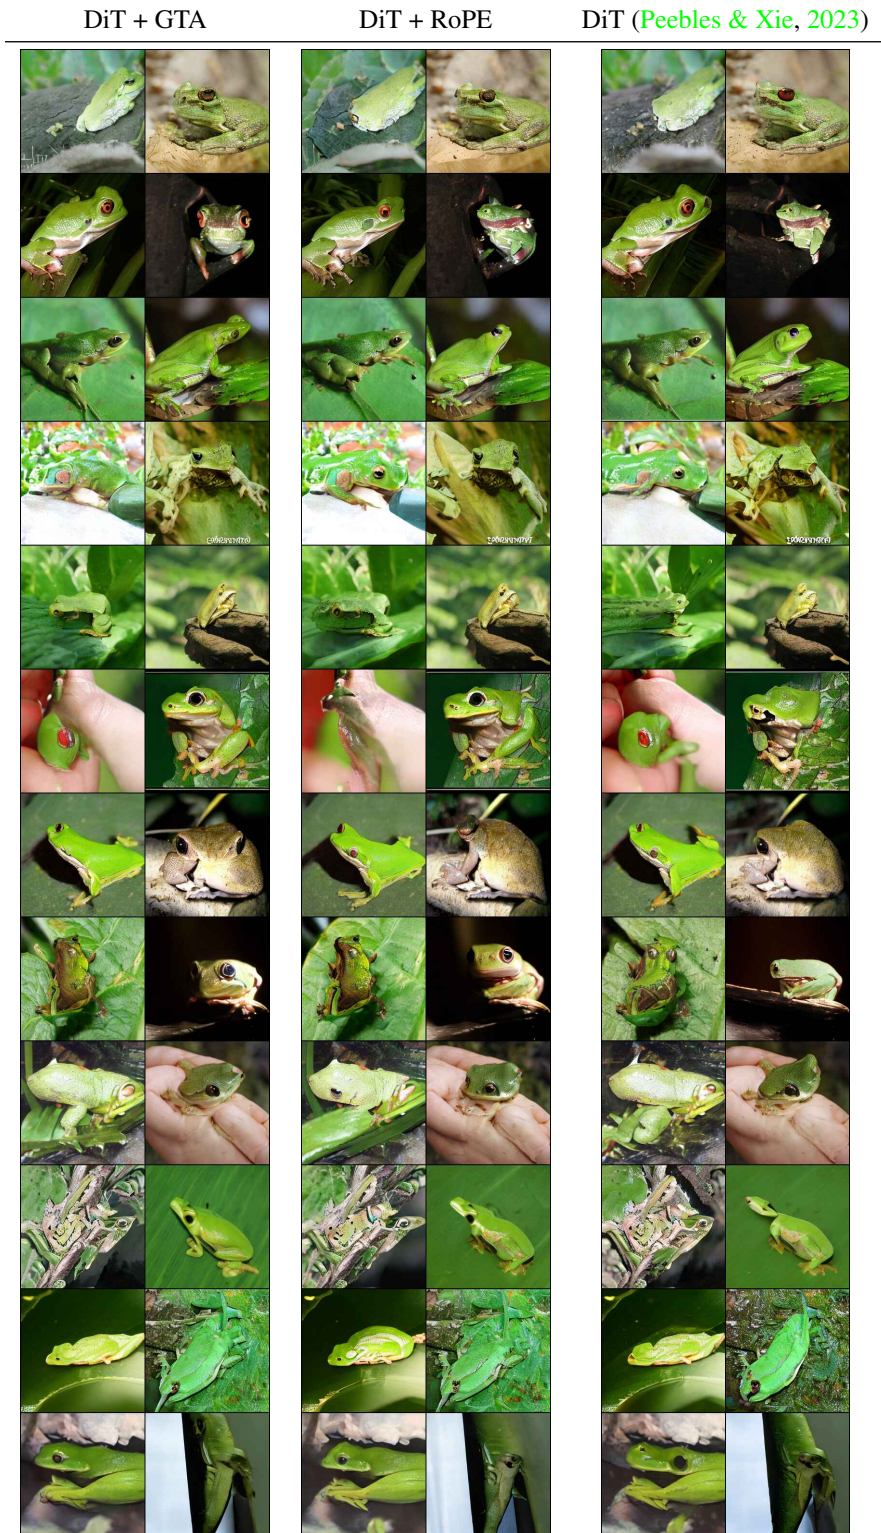 DiT + GTA
DiT + RoPE
DiT (Peebles & Xie, 2023)